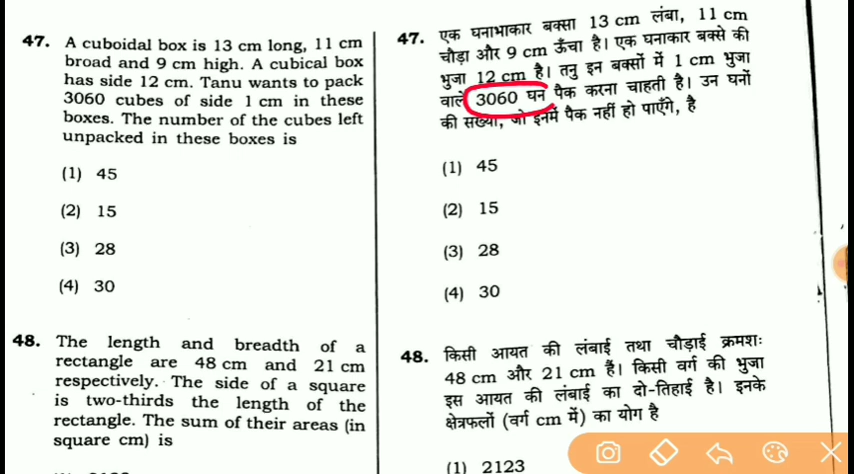 47. A cuboidal box is 13 cm long, 11 cm
broad and 9 cm high. A cubical box
has side 12 cm. Tanu wants to pack
3060 cubes of side 1 cm in these
boxes. The number of the cubes left
unpacked in these boxes is
(1) 45
(2) 15
(3) 28
(4) 30
48. The length and breadth of a
rectangle are 48 cm and 21 cm
respectively. The side of a square
is two-thirds the length of the
rectangle. The sum of their areas (in
square cm) is
47. एक घनाभाकार बक्सा 13 cm लंबा, 11 cm
चौड़ा और 9 cm ऊँचा है। एक घनाकार बक्से की
भुजा 12 cm है। तनु इन बक्सों में 1 cm भुजा
वाले 3060 घन पैक करना चाहती है। उन घनों
की संख्या, जो इनमें पैक नहीं हो पाएँगे, है
(1) 45
(2) 15
(3) 28
(4) 30
48. किसी आयत की लंबाई तथा चौड़ाई क्रमशः
48 cm और 21 cm हैं। किसी वर्ग की भुजा
इस आयत की लंबाई का दो-तिहाई है। इनके
क्षेत्रफलों (वर्ग cm में) का योग है
(1) 2123